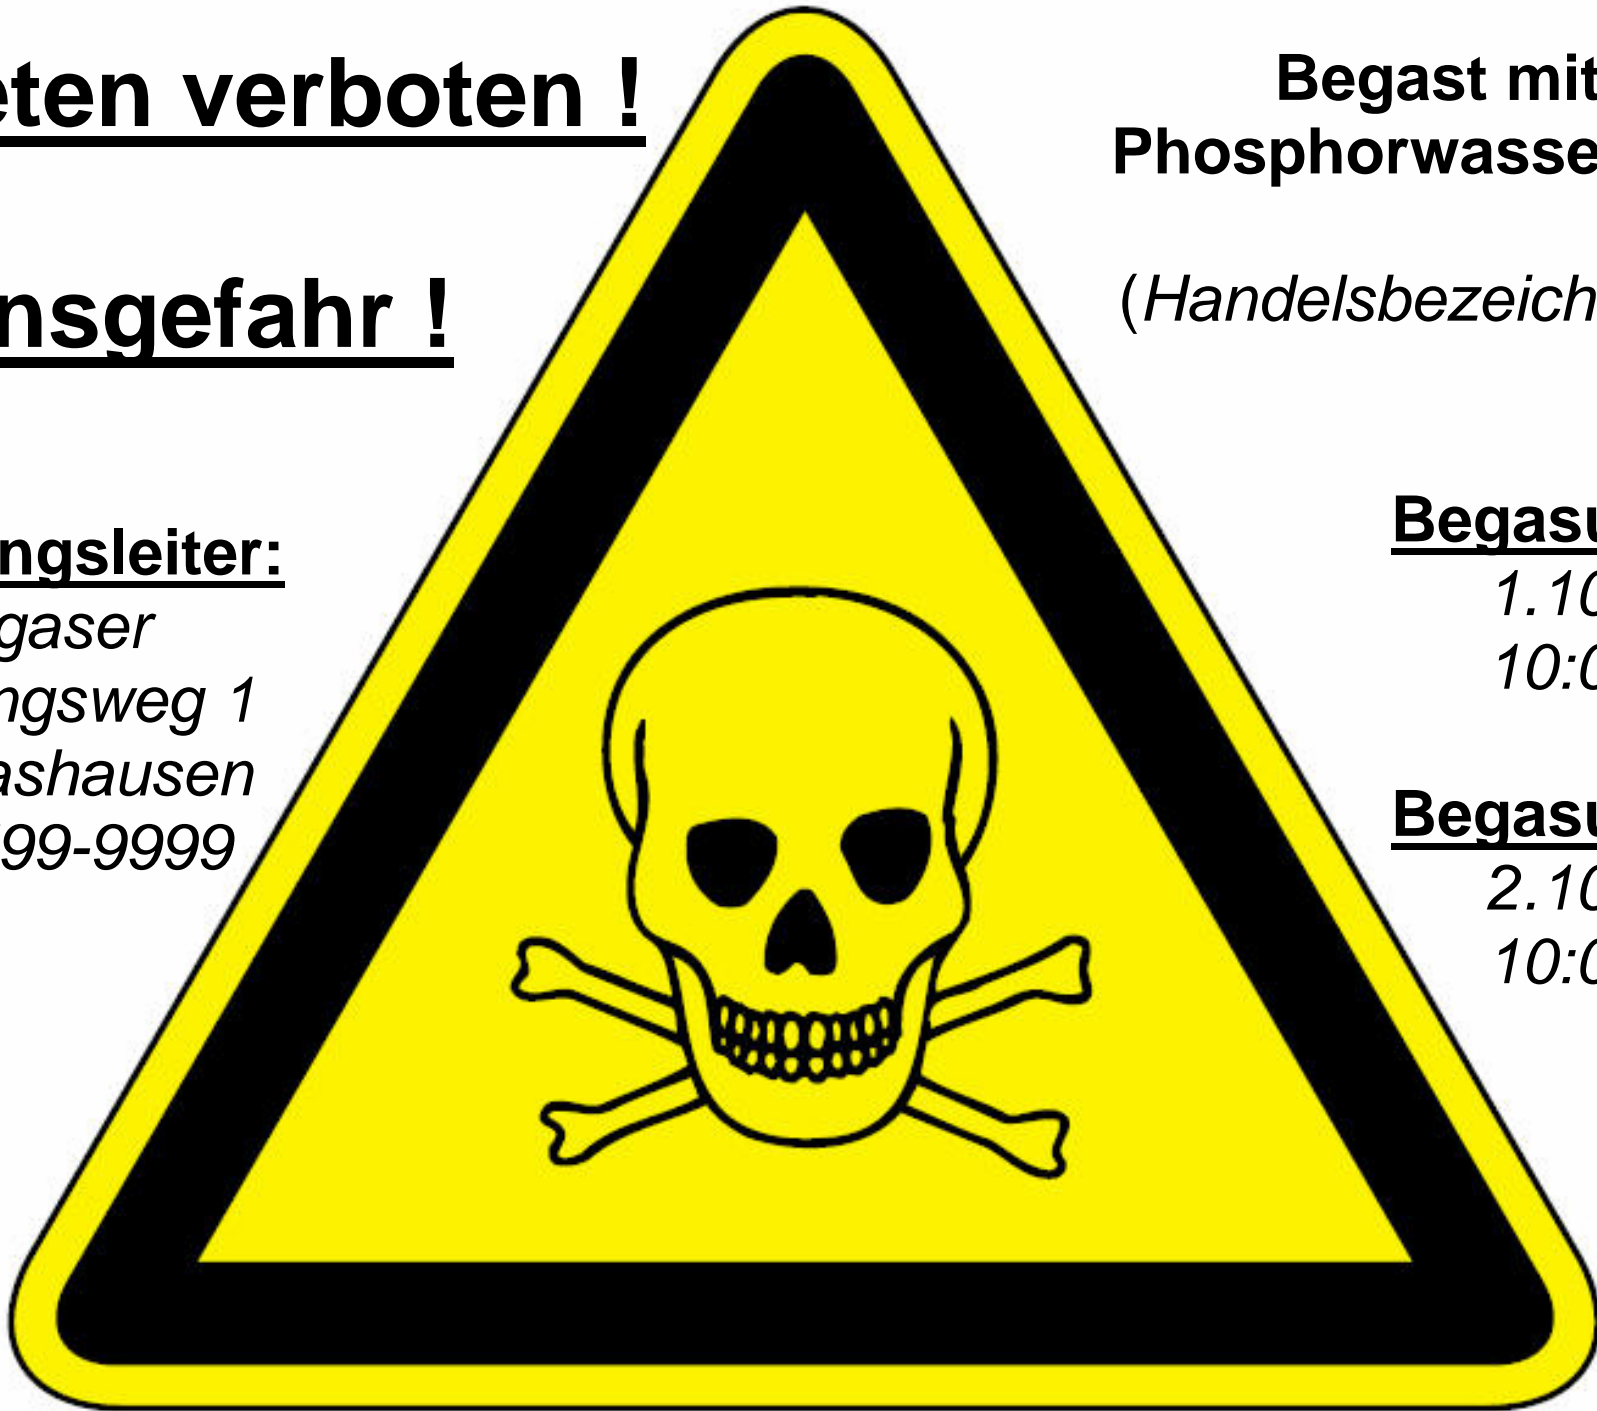 eten verboten !
nsgefahr !
ngsleiter:
gaser
ngsweg 1
ashausen
99-9999
Begast mit
Phosphorwasse
(Handelsbezeich
Begasu
1.10
10:0
Begasu
2.10
10:0